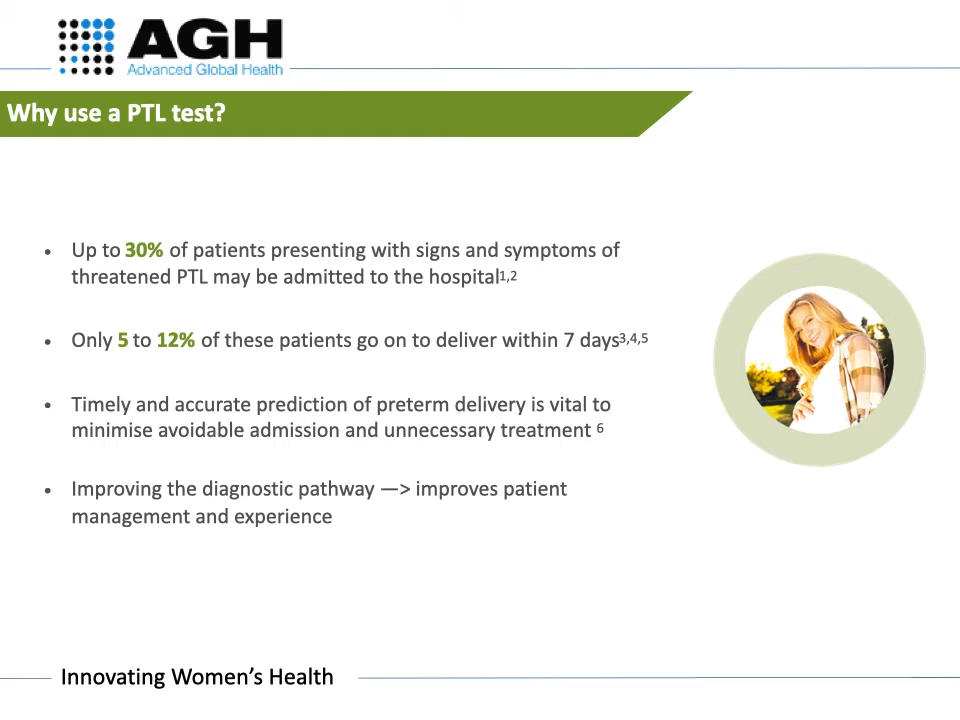 AGH
Advanced Global Health
Why use a PTL test?
• Up to 30% of patients presenting with signs and symptoms of
threatened PTL may be admitted to the hospital1,2
• Only 5 to 12% of these patients go on to deliver within 7 days3,4,5
• Timely and accurate prediction of preterm delivery is vital to
minimise avoidable admission and unnecessary treatment 6
• Improving the diagnostic pathway —> improves patient
management and experience
Innovating Women’s Health